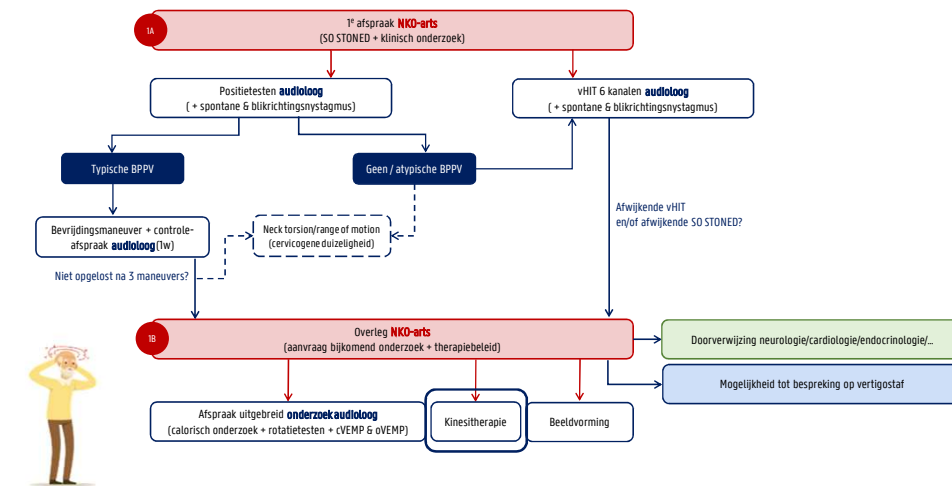 1A
1e afspraak NKO-arts
(SO STONED + klinisch onderzoek)
Positietesten audioloog
( + spontane & blikrichtingsnystagmus)
vHIT 6 kanalen audioloog
( + spontane & blikrichtingsnystagmus)
Typische BPPV
Geen / atypische BPPV
Afwijkende vHIT
en/of afwijkende SO STONED?
Bevrijdingsmaneuver + controle-
afspraak audioloog (1w)
Neck torsion/range of motion
(cervicogene duizeligheid)
Niet opgelost na 3 maneuvers?
1B
Overleg NKO-arts
(aanvraag bijkomend onderzoek + therapiebeleid)
Doorverwijzing neurologie/cardiologie/endocrinologie/...
Mogelijkheid tot bespreking op vertigostaf
Afspraak uitgebreid onderzoek audioloog
(calorisch onderzoek + rotatietesten + cVEMP & oVEMP)
Kinesitherapie
Beeldvorming